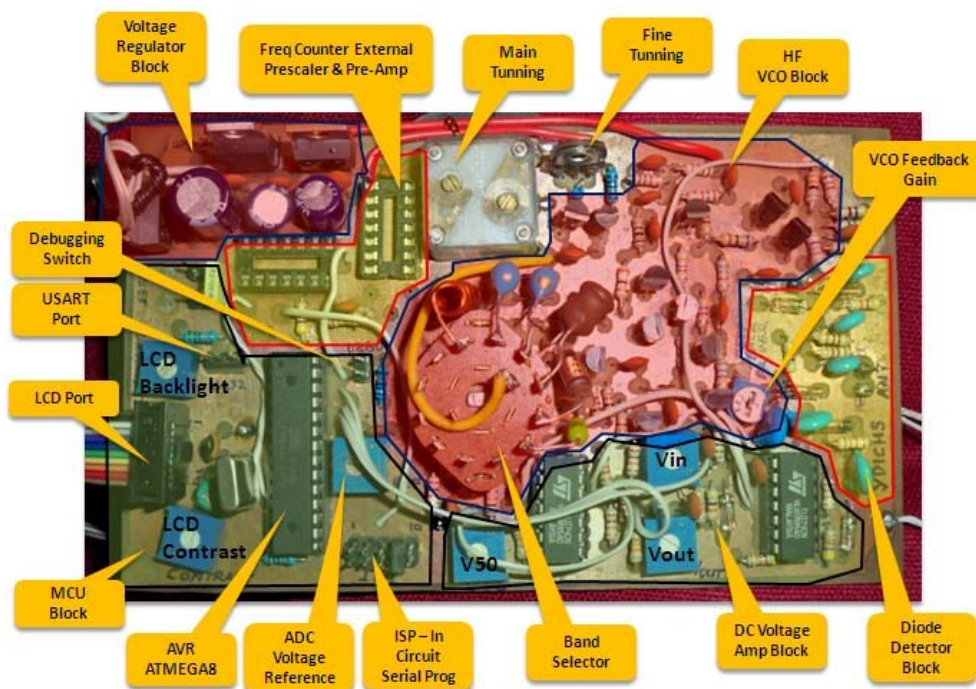 Voltage
Regulator
Block
Freq Counter External
Prescaler & Pre-Amp
Main
Tunning
Fine
Tunning
HF
VCO Block
VCO Feedback
Gain
Debugging
Switch
USART
Port
LCD Port
LCD
Backlight
LCD
Contrast
Vin
V50
Vout
YD1CHS
CONTRA
MCU
Block
AVR
ATMEGA8
ADC
Voltage
Reference
ISP – In
Circuit
Serial Prog
Band
Selector
DC Voltage
Amp Block
Diode
Detector
Block